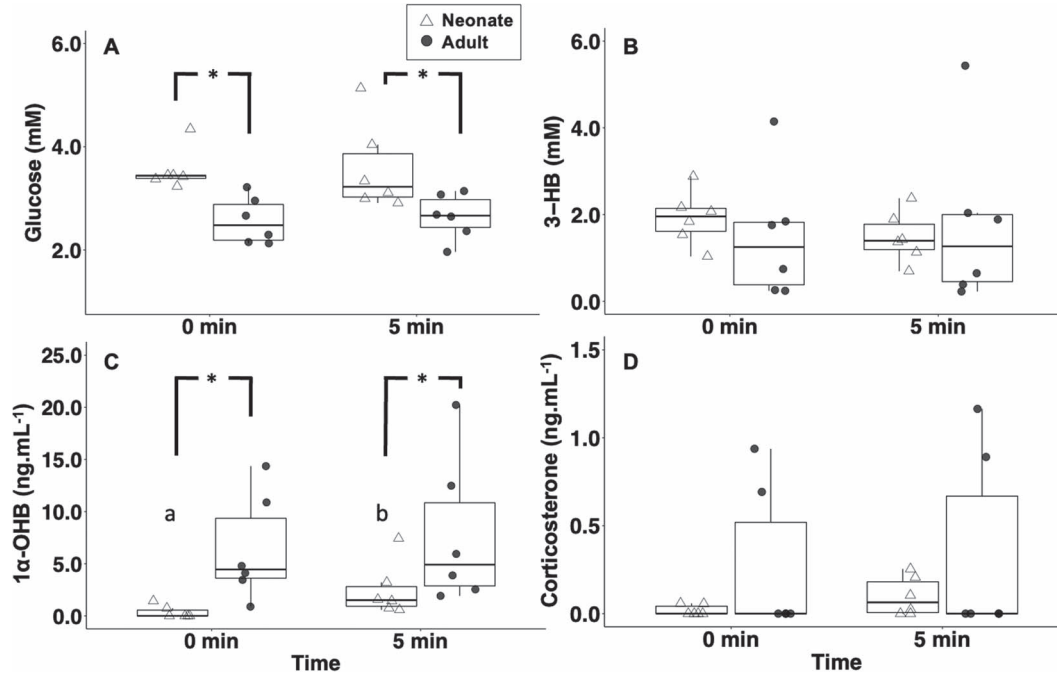 A
Neonate
Adult
Glucose (mM)
6.0
4.0
2.0
*
*
0 min
5 min
B
3–HB (mM)
6.0
4.0
2.0
0.0
0 min
5 min
C
1α-OHB (ng.mL-1)
25.0
20.0
15.0
10.0
5.0
0.0
*
*
a
b
0 min
5 min
Time
D
Corticosterone (ng.mL-1)
1.5
1.0
0.5
0.0
0 min
5 min
Time